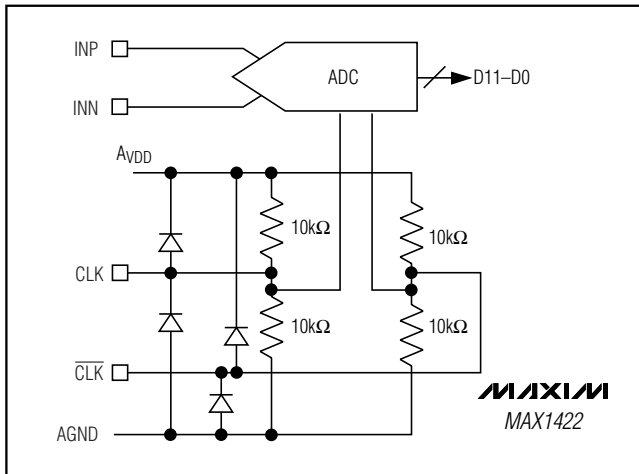 INP
ADC
D11–D0
INN
AVDD
10kΩ
10kΩ
CLK
10kΩ
10kΩ
CLK
MAXIM
MAX1422
AGND